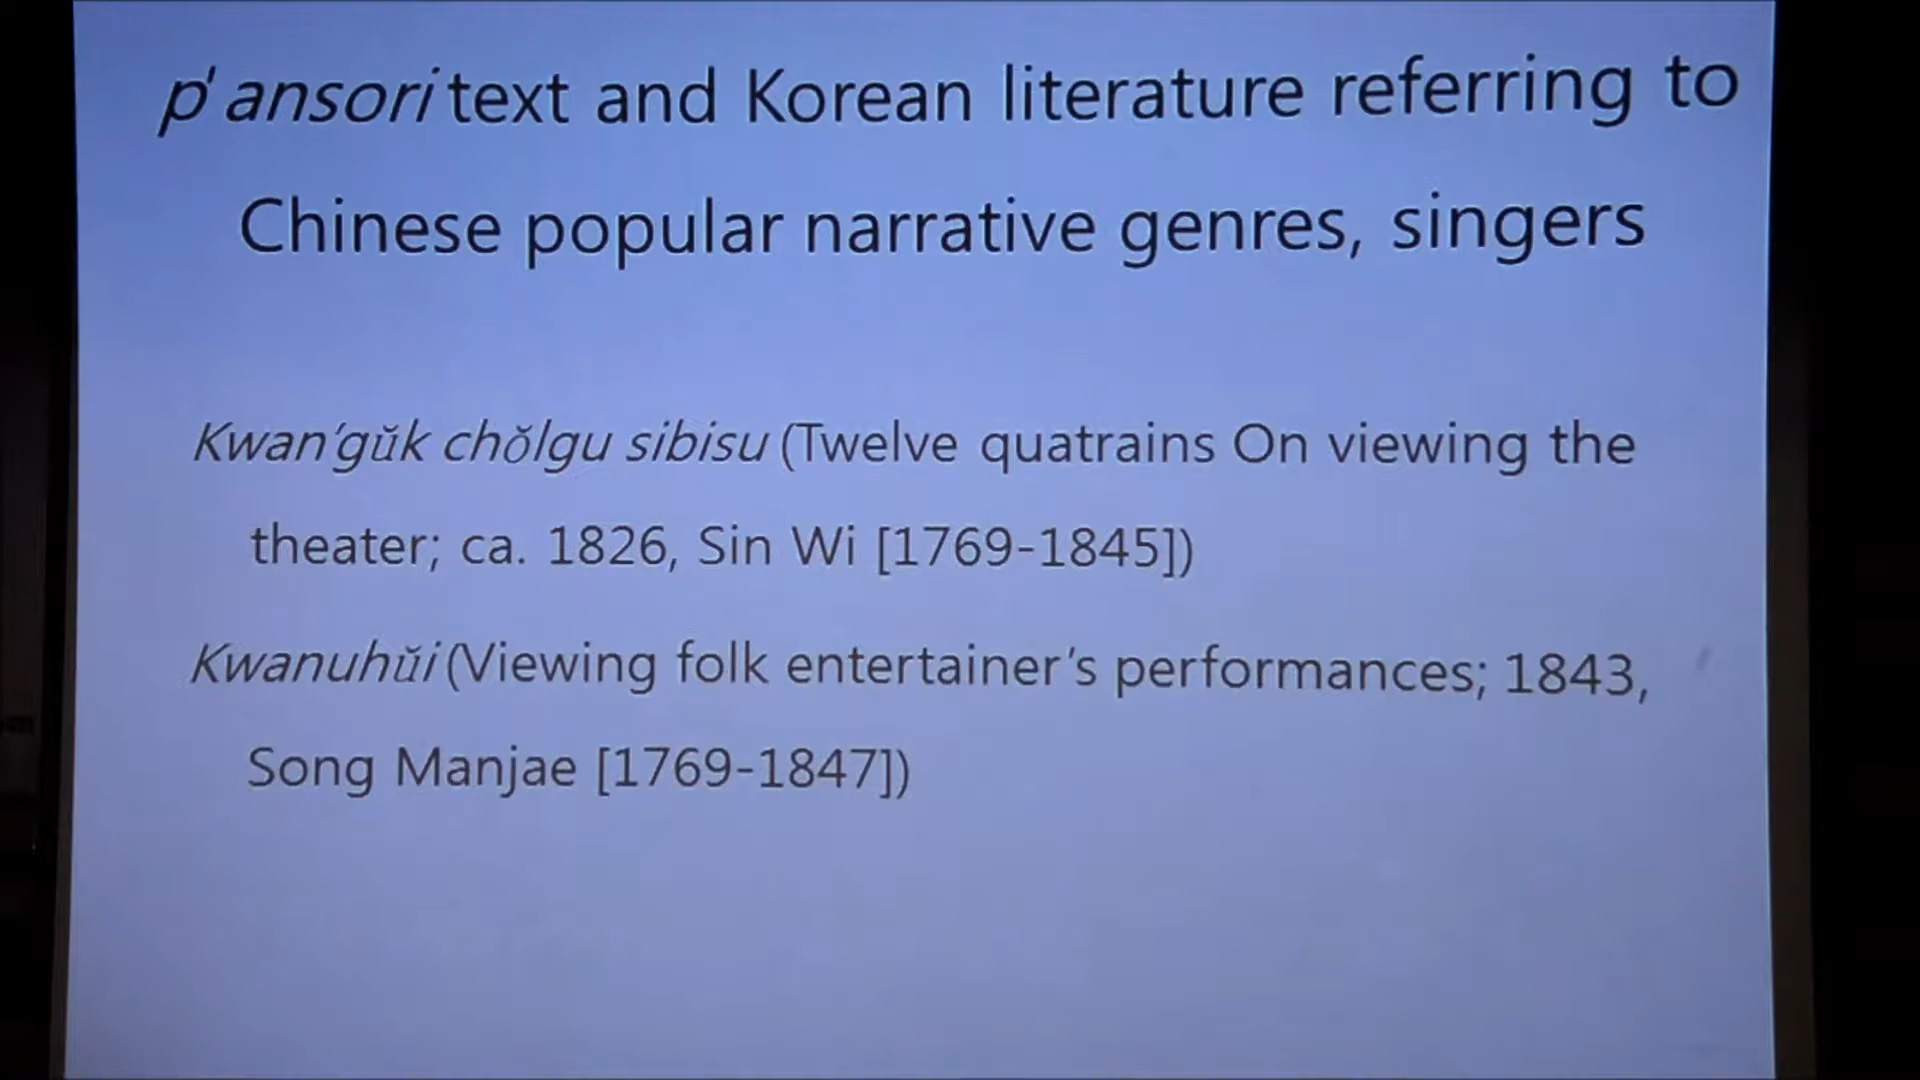 p'ansori text and Korean literature referring to
Chinese popular narrative genres, singers
Kwan'gŭk chŏlgu sibisu (Twelve quatrains On viewing the
theater; ca. 1826, Sin Wi [1769-1845])
Kwanuhŭi (Viewing folk entertainer's performances; 1843,
Song Manjae [1769-1847])